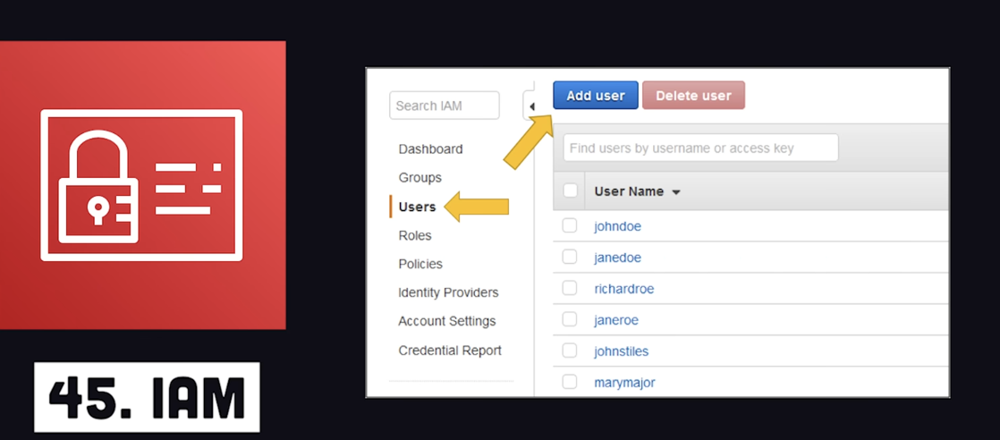 45. IAM
Search IAM
Dashboard
Groups
Users
Roles
Policies
Identity Providers
Account Settings
Credential Report
Add user
Delete user
Find users by username or access key
User Name
johndoe
janedoe
richardroe
janeroe
johnstiles
marymajor